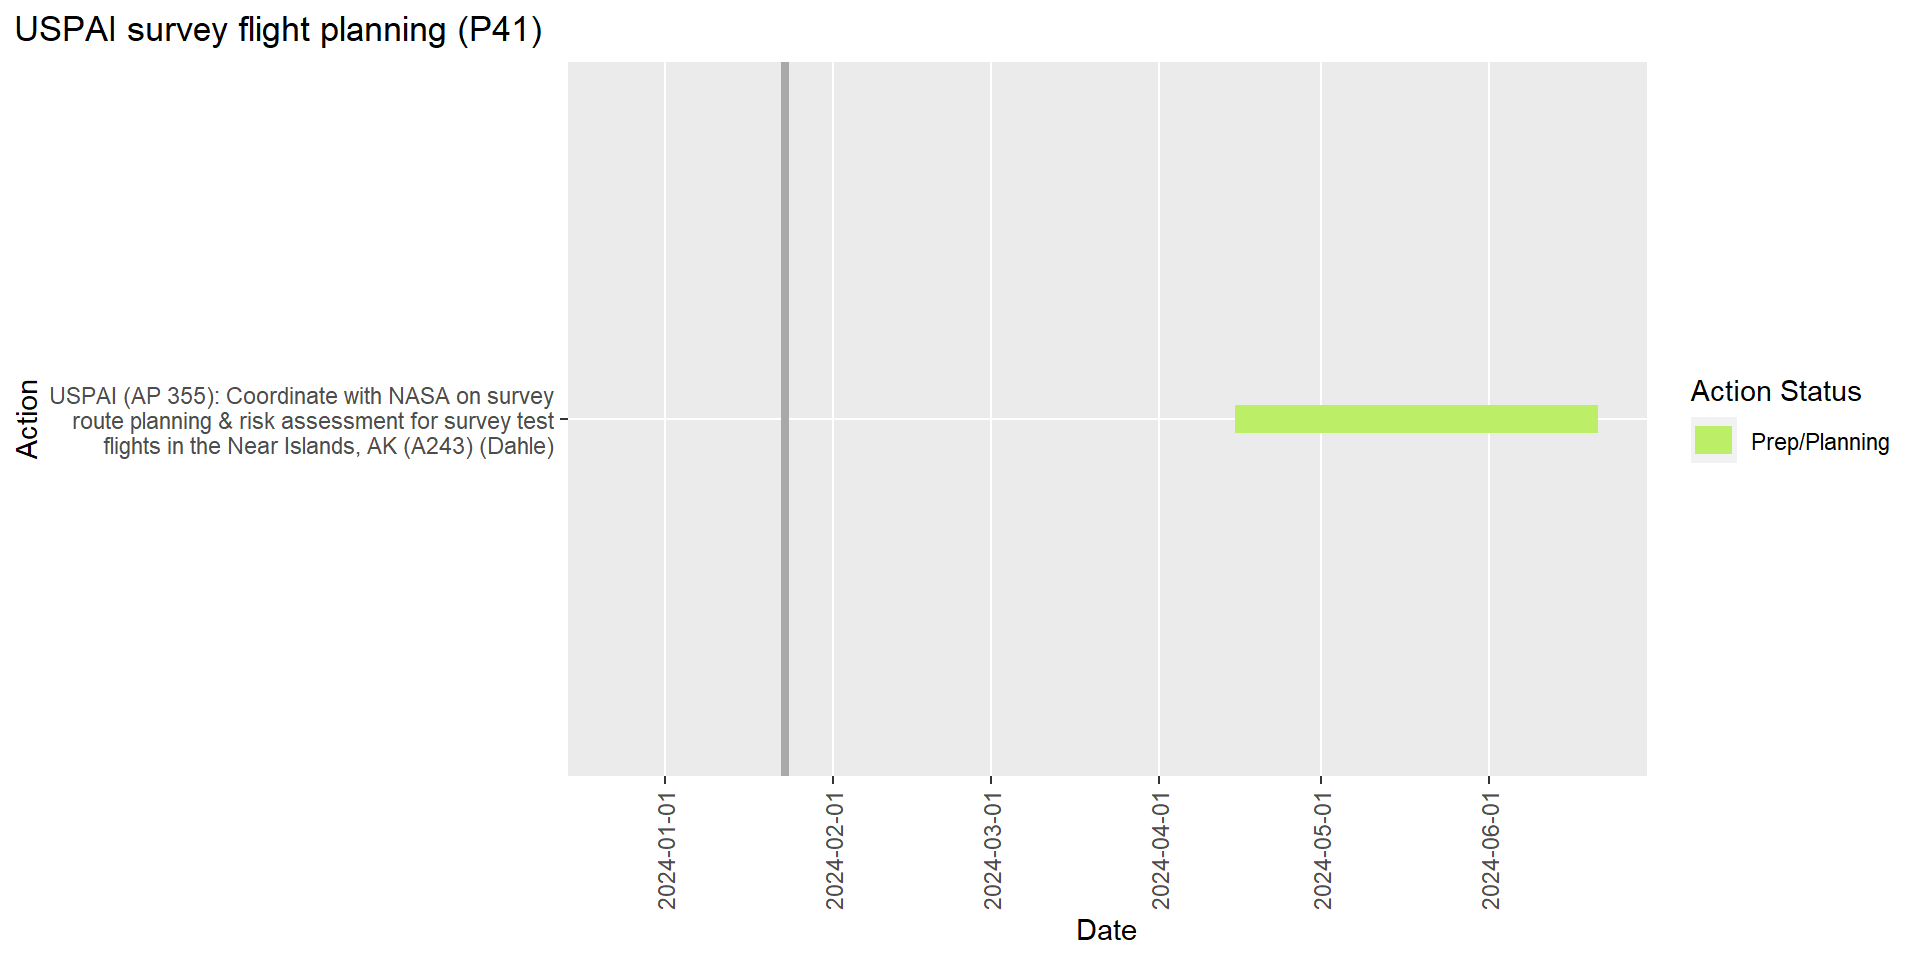 USPAI survey flight planning (P41)
Action
USPAI (AP 355): Coordinate with NASA on survey
route planning & risk assessment for survey test
flights in the Near Islands, AK (A243) (Dahle)
Action Status
Prep/Planning
2024-01-01
2024-02-01
2024-03-01
2024-04-01
2024-05-01
2024-06-01
Date